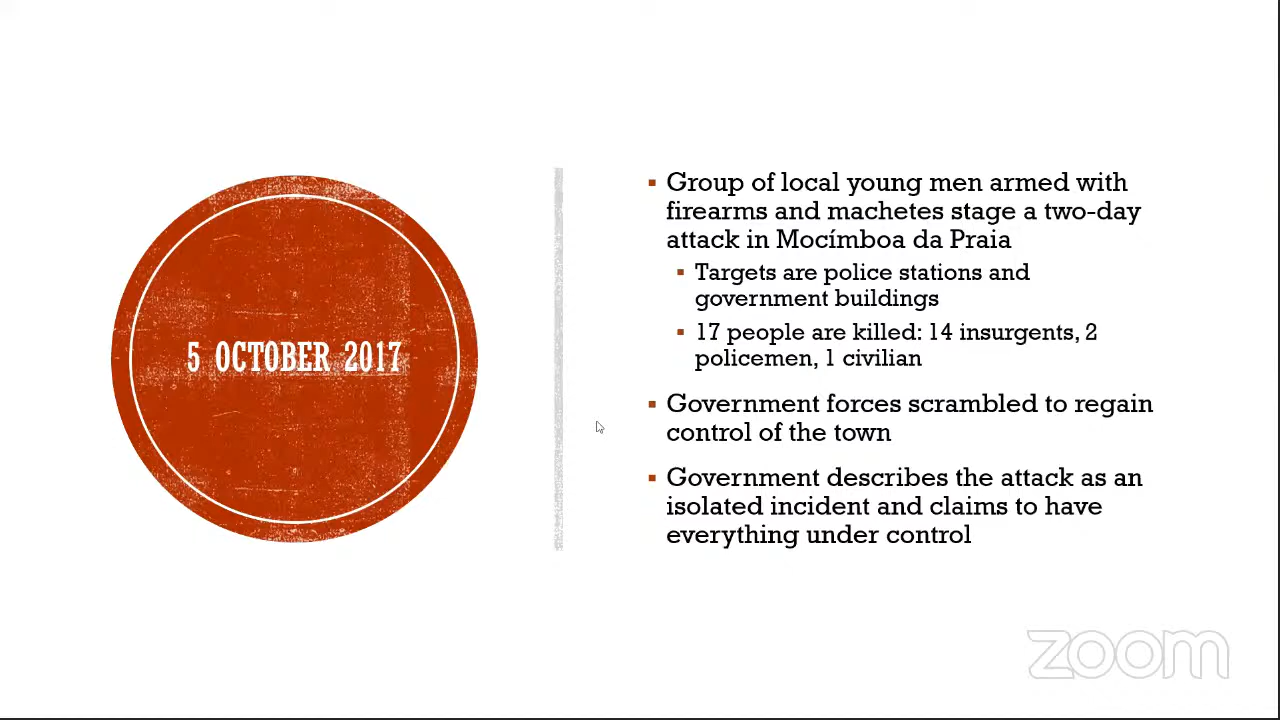 5 OCTOBER 2017
▪ Group of local young men armed with
firearms and machetes stage a two-day
attack in Mocímboa da Praia
▪ Targets are police stations and
government buildings
▪ 17 people are killed: 14 insurgents, 2
policemen, 1 civilian
▪ Government forces scrambled to regain
control of the town
▪ Government describes the attack as an
isolated incident and claims to have
everything under control
zoom